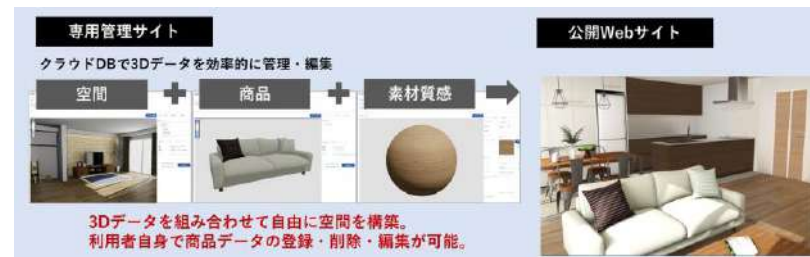 専用管理サイト
クラウドDBで3Dデータを効率的に管理・編集
空間
商品
素材質感
3Dデータを組み合わせて自由に空間を構築。
利用者自身で商品データの登録・削除・編集が可能。
公開Webサイト